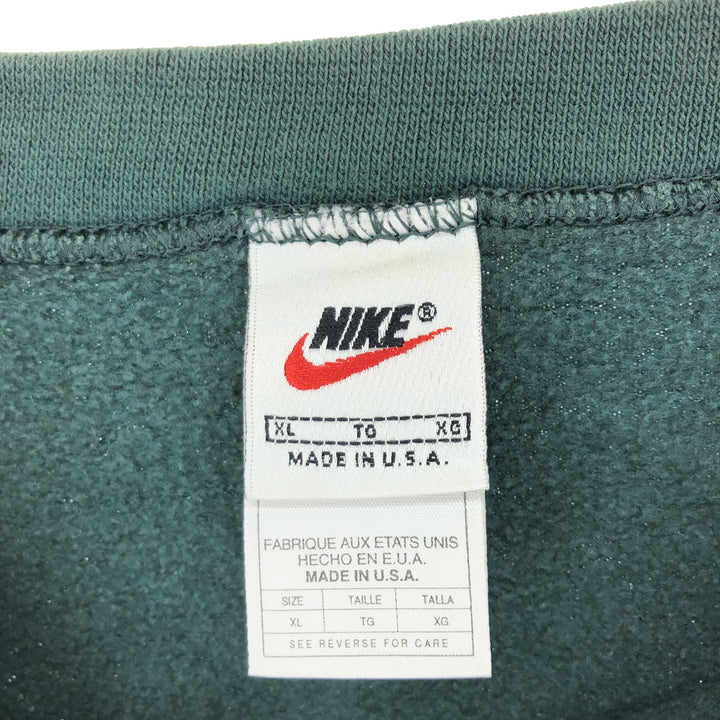 NIKE®
XL TG XG
MADE IN U.S.A.
FABRIQUE AUX ETATS UNIS
HECHO EN E.U.A.
MADE IN U.S.A.
SIZE TAILLE TALLA
XL TG XG
SEE REVERSE FOR CARE